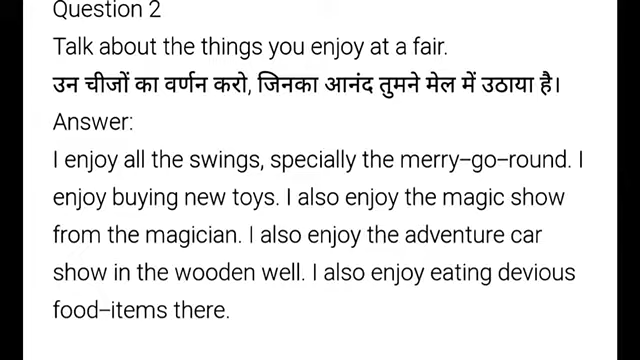 Question 2
Talk about the things you enjoy at a fair.
उन चीजों का वर्णन करो, जिनका आनंद तुमने मेल में उठाया है।
Answer:
I enjoy all the swings, specially the merry–go–round. I
enjoy buying new toys. I also enjoy the magic show
from the magician. I also enjoy the adventure car
show in the wooden well. I also enjoy eating devious
food–items there.